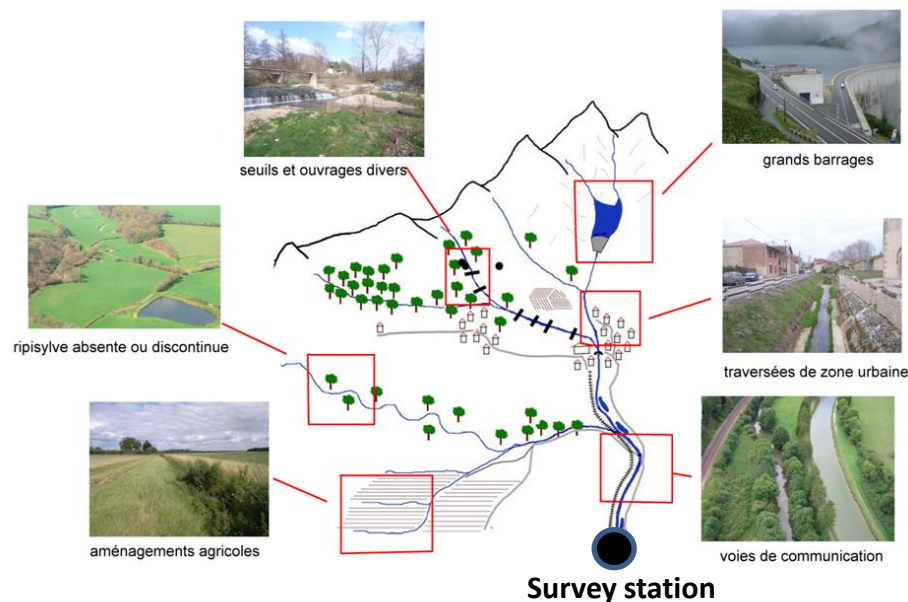 seuils et ouvrages divers
grands barrages
ripisylve absente ou discontinue
traversées de zone urbaine
aménagements agricoles
voies de communication
Survey station